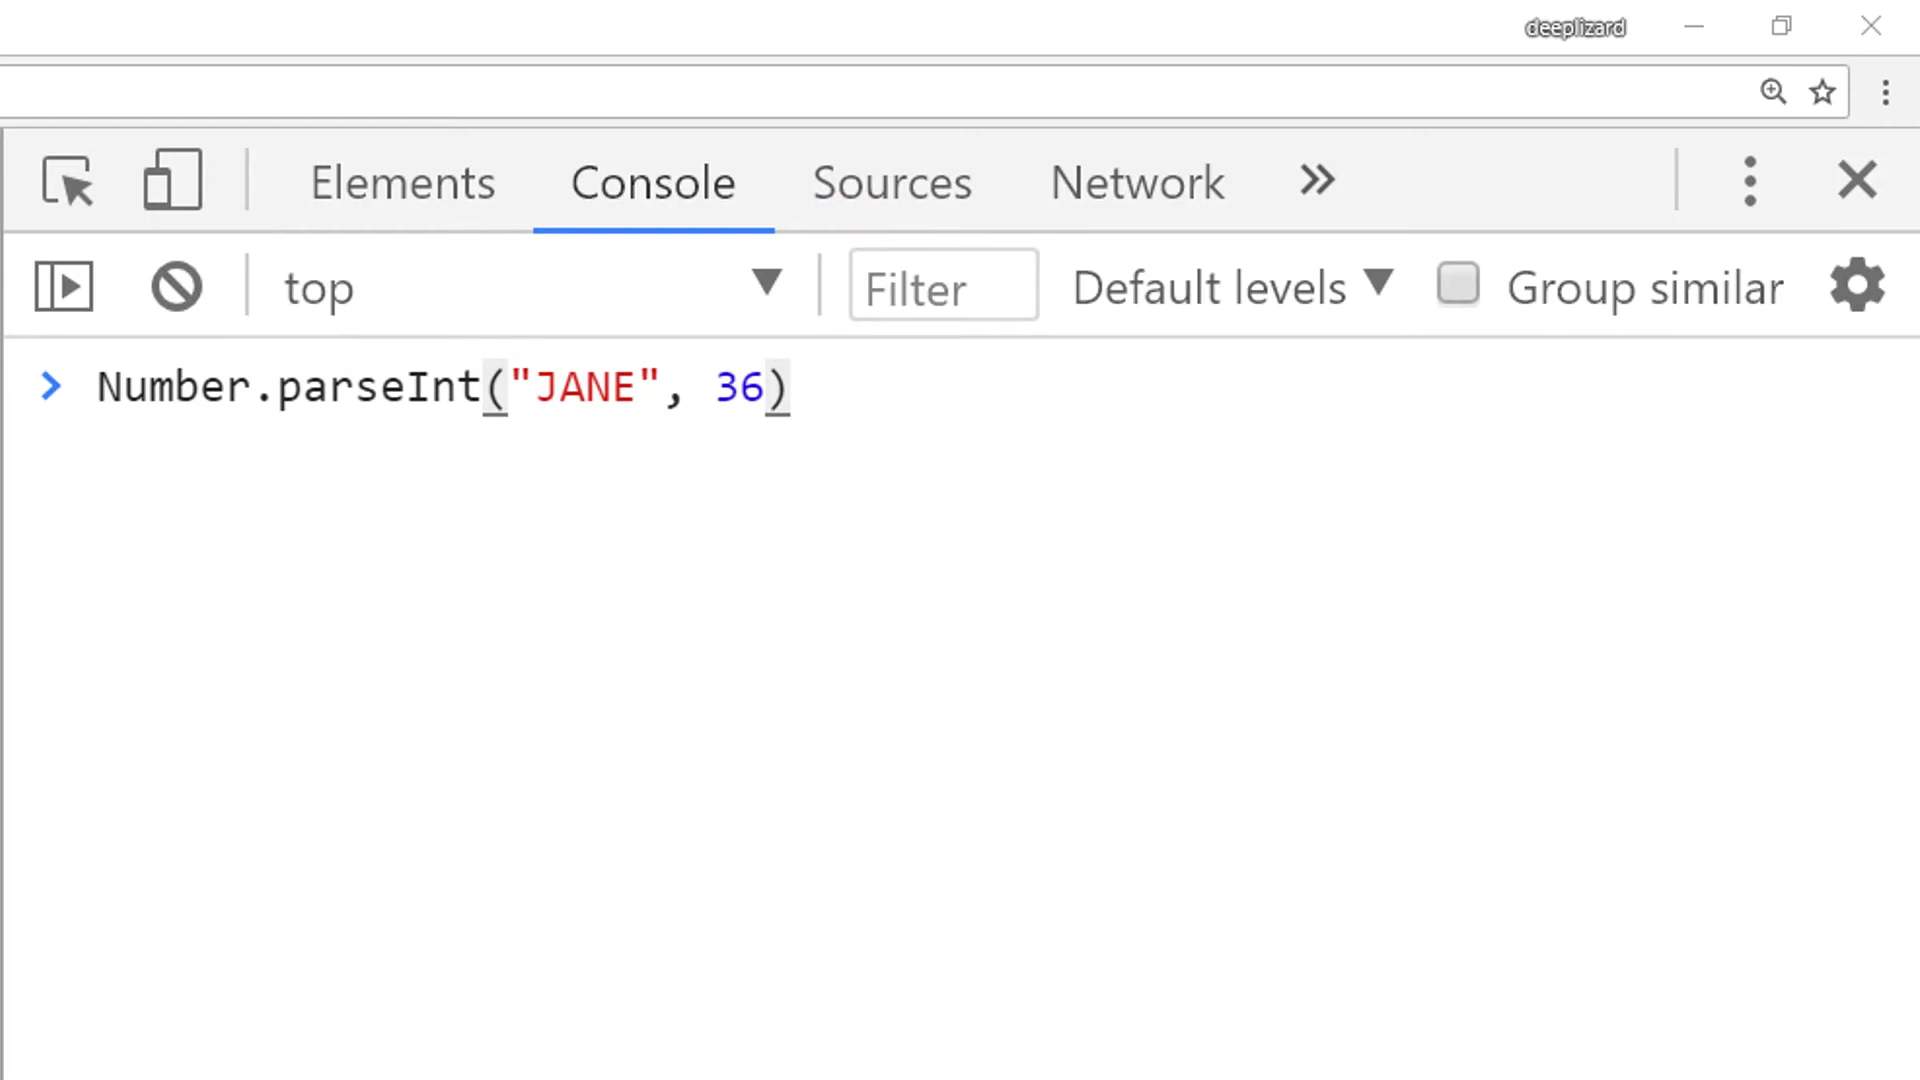 deeplizard
Elements Console Sources Network
top Filter Default levels Group similar
Number.parseInt("JANE", 36)